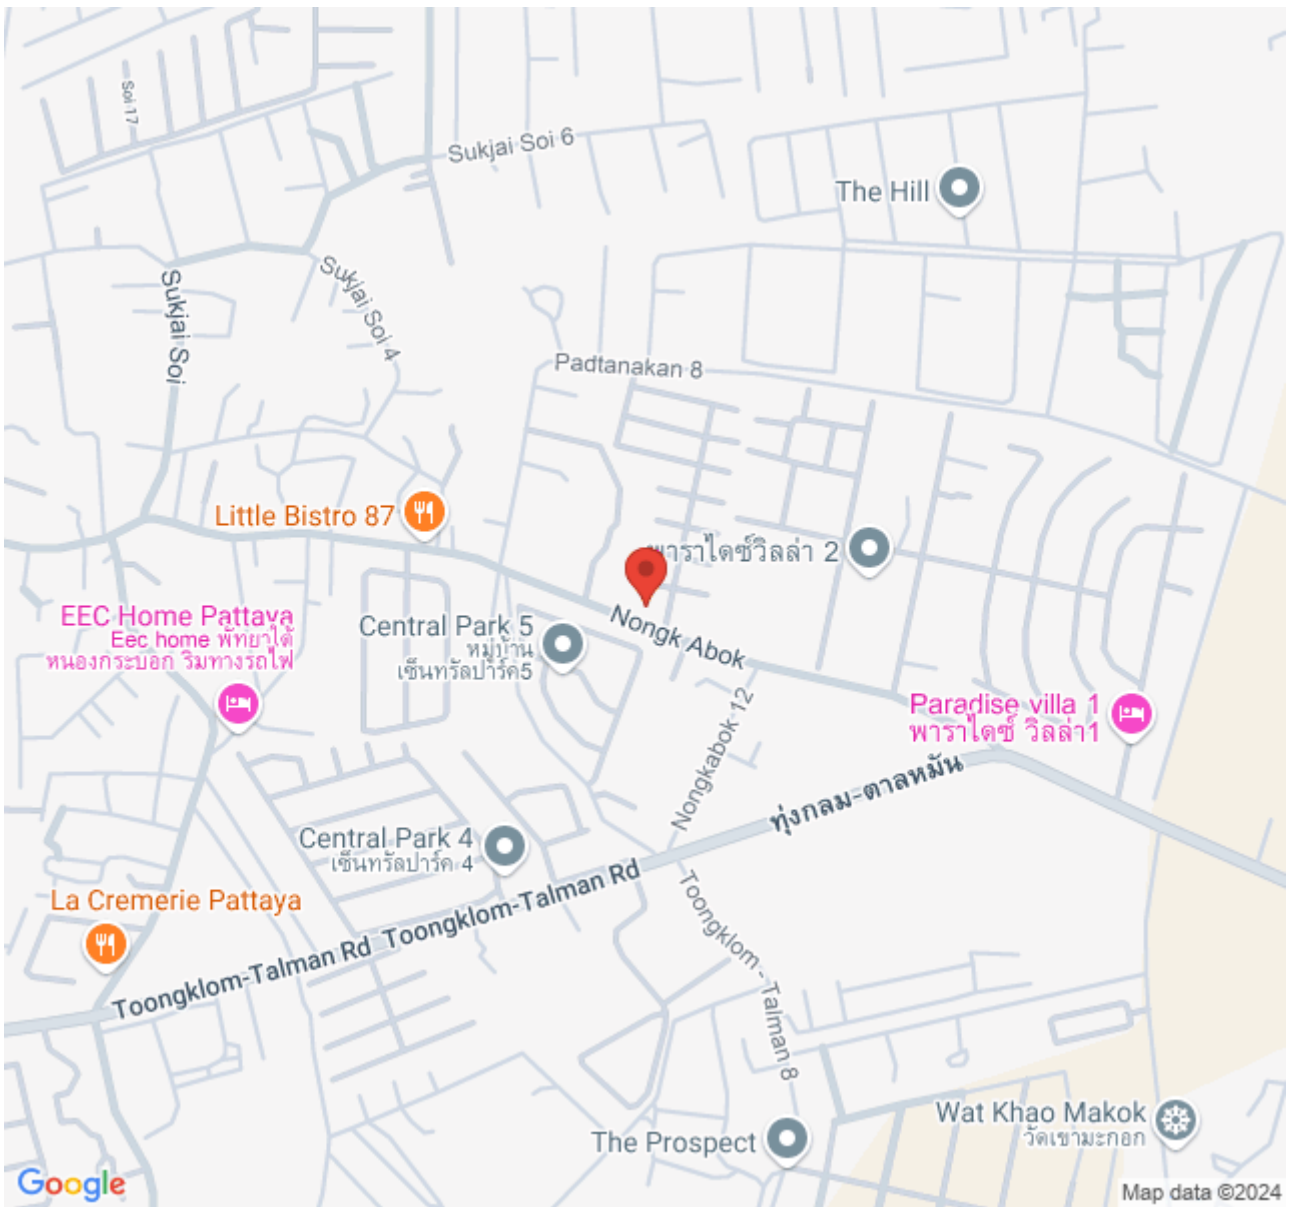 Soi 17
Sukjai Soi 6
The Hill
Sukjai Soi 4
Sukjai Soi
Padtanakan 8
Little Bistro 87
พาราไดซ์วิลล่า 2
EEC Home Pattaya
Eec home พัทยาใต้
หนองกระบอก ริมทางรถไฟ
Central Park 5
หมู่บ้าน
เซ็นทรัลปาร์ค5
Nongk Abok
Paradise villa 1
พาราไดซ์ วิลล่า1
Nongkabok 12
ทุ่งกลม-ตาลหมัน
Central Park 4
เซ็นทรัลปาร์ค 4
La Cremerie Pattaya
Toongklom-Talman Rd
Toongklom-Talman Rd
Toongklom - Talman 8
Wat Khao Makok
วัดเขามะกอก
The Prospect
Google
Map data ©2024